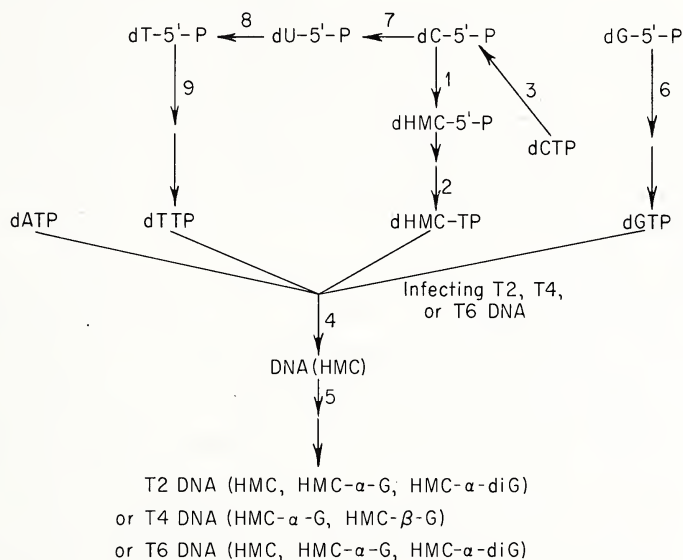 dT-5'-P 8 dU-5'-P 7 dC-5'-P dG-5'-P
9 1 3 6
dHMC-5'-P
dCTP
2
dATP dTTP dHMC-TP dGTP
Infecting T2, T4,
or T6 DNA
4
DNA (HMC)
5
T2 DNA (HMC, HMC-α-G, HMC-α-diG)
or T4 DNA (HMC-α-G, HMC-β-G)
or T6 DNA (HMC, HMC-α-G, HMC-α-diG)